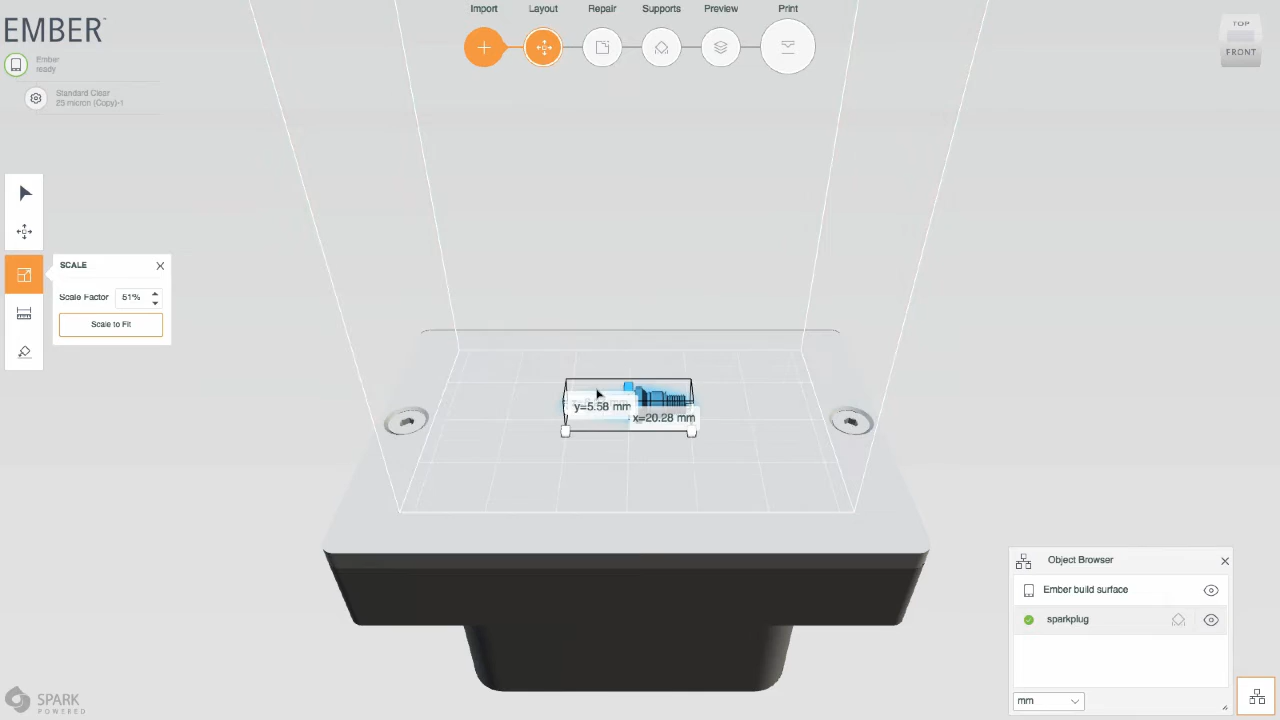 Import
Layout
Repair
Supports
Preview
Print
TOP
FRONT
EMBER™
Ember
ready
Standard Clear
25 micron (Copy)-1
SCALE
Scale Factor
51%
Scale to Fit
y=5.58 mm
x=20.28 mm
Object Browser
Ember build surface
sparkplug
mm
SPARK
POWERED